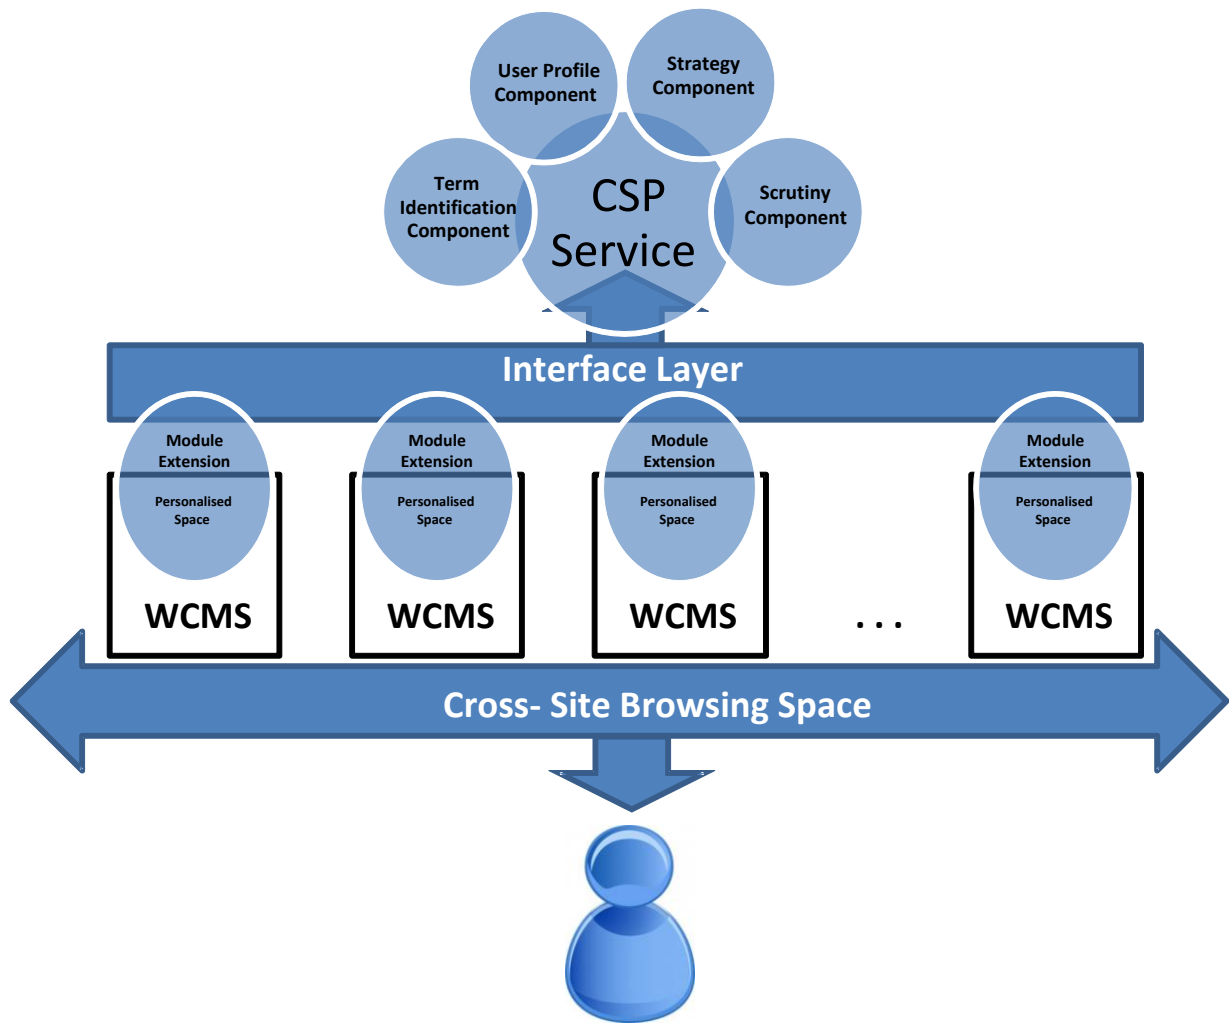 User Profile
Component
Strategy
Component
Term
Identification
Component
CSP
Service
Scrutiny
Component
Interface Layer
Module
Extension
Personalised
Space
WCMS
Module
Extension
Personalised
Space
WCMS
Module
Extension
Personalised
Space
WCMS
. . .
Module
Extension
Personalised
Space
WCMS
Cross- Site Browsing Space